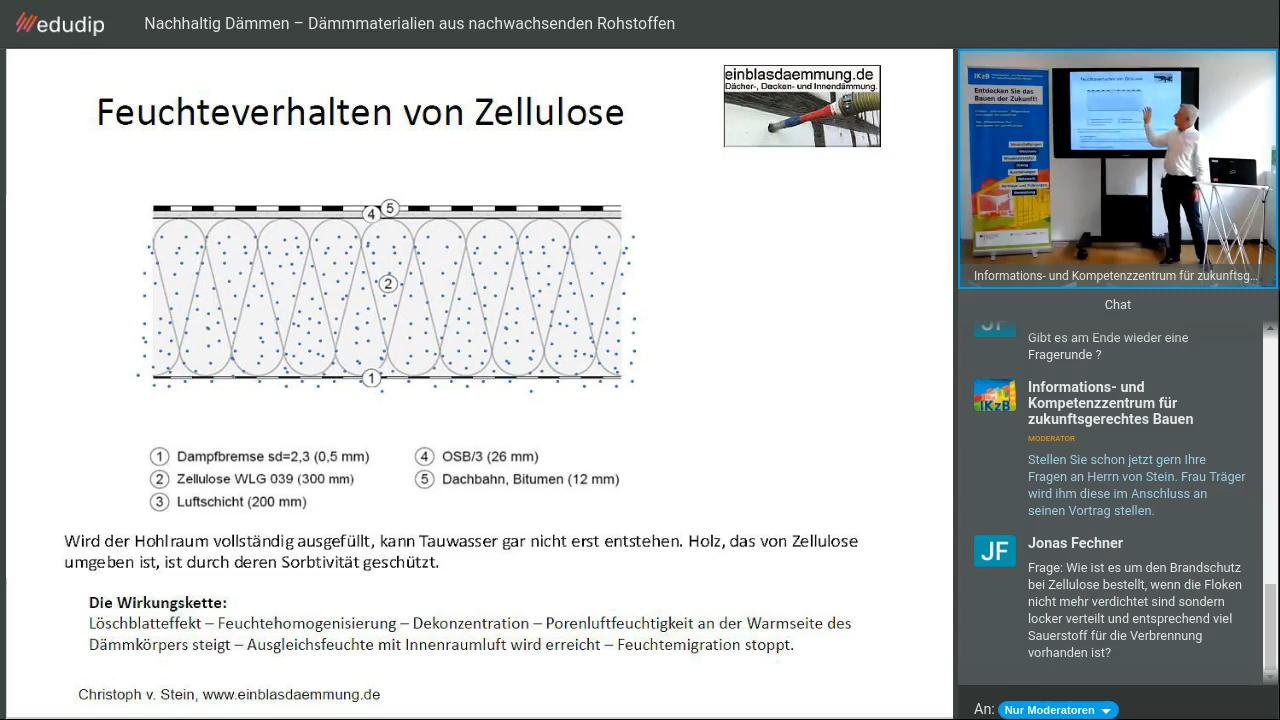 edudip
Nachhaltig Dämmen – Dämmmaterialien aus nachwachsenden Rohstoffen
einblasdaemmung.de
Dächer-, Decken- und Innendämmung.
Feuchteverhalten von Zellulose
4
5
2
1
1 Dampfbremse sd=2,3 (0,5 mm)
4 OSB/3 (26 mm)
2 Zellulose WLG 039 (300 mm)
5 Dachbahn, Bitumen (12 mm)
3 Luftschicht (200 mm)
Wird der Hohlraum vollständig ausgefüllt, kann Tauwasser gar nicht erst entstehen. Holz, das von Zellulose
umgeben ist, ist durch deren Sorbtivität geschützt.
Die Wirkungskette:
Löschblatteffekt – Feuchtehomogenisierung – Dekonzentration – Porenluftfeuchtigkeit an der Warmseite des
Dämmkörpers steigt – Ausgleichsfeuchte mit Innenraumluft wird erreicht – Feuchtemigration stoppt.
Christoph v. Stein, www.einblasdaemmung.de
IKzB
Entdecken Sie das
Bauen der Zukunft!
Feuchteverhalten von Zellulose
Informations- und Kompetenzzentrum für zukunftsg...
Chat
JF
Gibt es am Ende wieder eine
Fragerunde ?
IKzB
Informations- und
Kompetenzzentrum für
zukunftsgerechtes Bauen
MODERATOR
Stellen Sie schon jetzt gern Ihre
Fragen an Herrn von Stein. Frau Träger
wird ihm diese im Anschluss an
seinen Vortrag stellen.
JF
Jonas Fechner
Frage: Wie ist es um den Brandschutz
bei Zellulose bestellt, wenn die Floken
nicht mehr verdichtet sind sondern
locker verteilt und entsprechend viel
Sauerstoff für die Verbrennung
vorhanden ist?
An: Nur Moderatoren